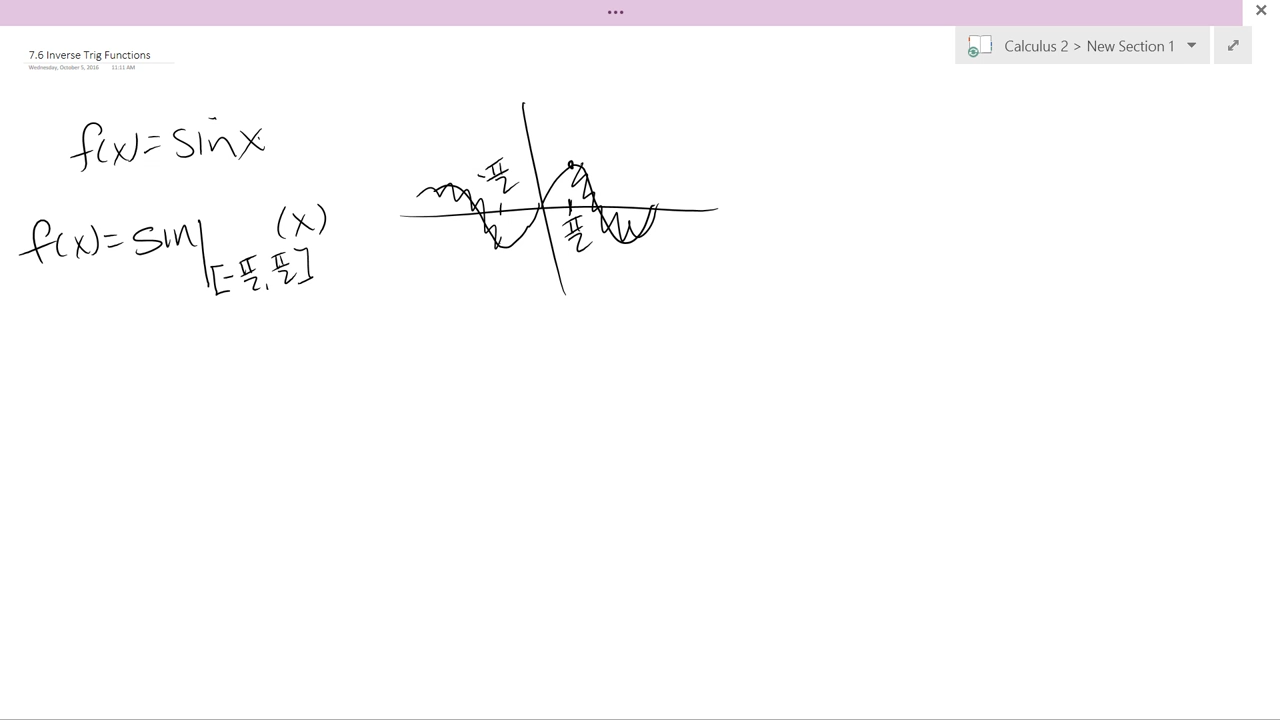 ...
Calculus 2 > New Section 1
7.6 Inverse Trig Functions
Wednesday, October 5, 2016 11:11 AM
f(x) = sin x
-π/2
π/2
f(x) = sin|[-π/2, π/2] (x)